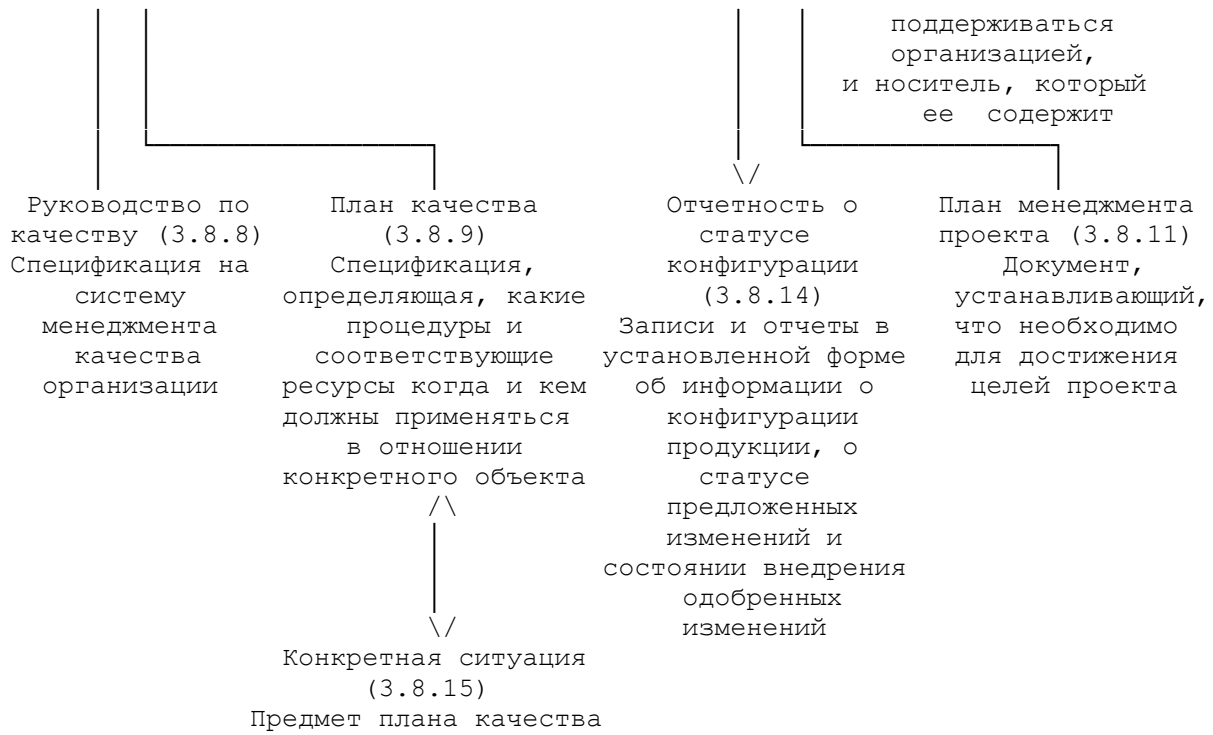 поддерживаться
организацией,
и носитель, который
ее содержит
Руководство по
качеству (3.8.8)
Спецификация на
систему
менеджмента
качества
организации
План качества
(3.8.9)
Спецификация,
определяющая, какие
процедуры и
соответствующие
ресурсы когда и кем
должны применяться
в отношении
конкретного объекта
Отчетность о
статусе
конфигурации
(3.8.14)
Записи и отчеты в
установленной форме
об информации о
конфигурации
продукции, о
статусе
предложенных
изменений и
состоянии внедрения
одобренных
изменений
План менеджмента
проекта (3.8.11)
Документ,
устанавливающий,
что необходимо
для достижения
целей проекта
Конкретная ситуация
(3.8.15)
Предмет плана качества